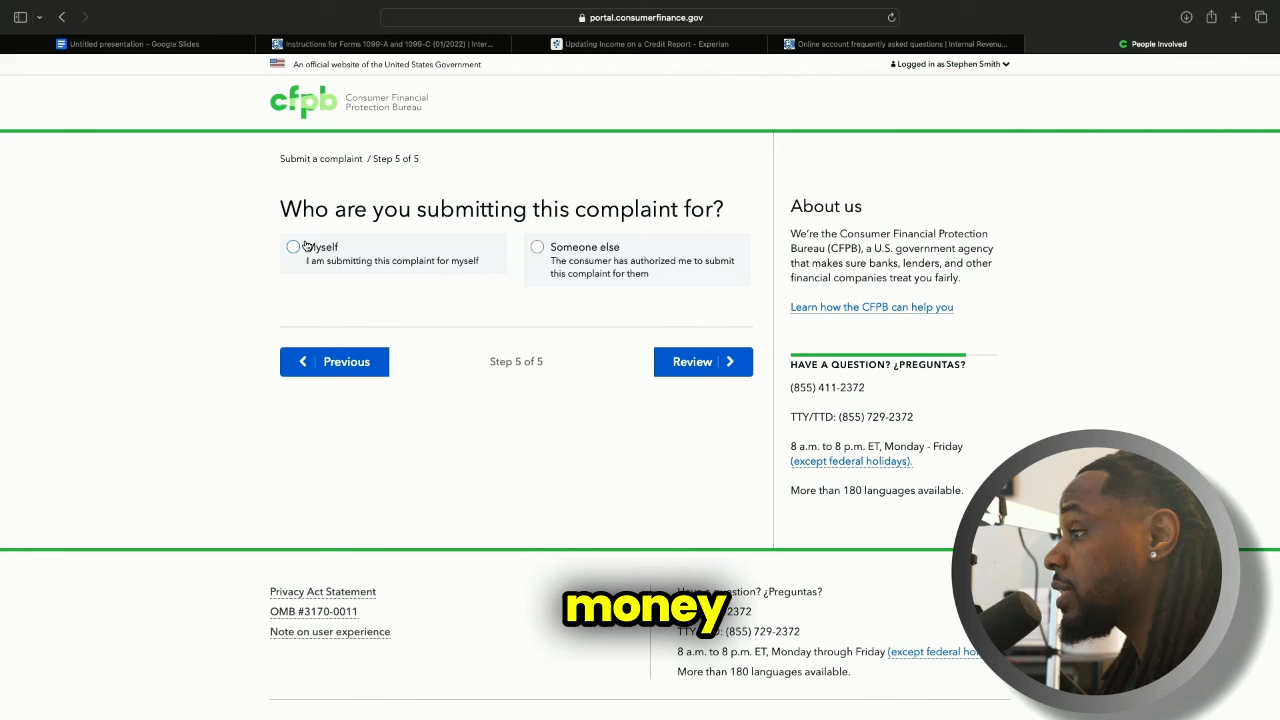 portal.consumerfinance.gov
Untitled presentation - Google Slides
Instructions for Forms 1099-A and 1099-C (01/2022) | Inter...
Updating Income on a Credit Report - Experian
Online account frequently asked questions | Internal Revenu...
People Involved
An official website of the United States Government
Logged in as Stephen Smith
cfpb
Consumer Financial
Protection Bureau
Submit a complaint / Step 5 of 5
Who are you submitting this complaint for?
Myself
I am submitting this complaint for myself
Someone else
The consumer has authorized me to submit
this complaint for them
Previous
Step 5 of 5
Review
About us
We're the Consumer Financial Protection
Bureau (CFPB), a U.S. government agency
that makes sure banks, lenders, and other
financial companies treat you fairly.
Learn how the CFPB can help you
HAVE A QUESTION? ¿PREGUNTAS?
(855) 411-2372
TTY/TTD: (855) 729-2372
8 a.m. to 8 p.m. ET, Monday - Friday
(except federal holidays).
More than 180 languages available.
Privacy Act Statement
OMB #3170-0011
Note on user experience
Have a question? ¿Preguntas?
2372
TTY/TTD: (855) 729-2372
8 a.m. to 8 p.m. ET, Monday through Friday (except federal
More than 180 languages available.
money